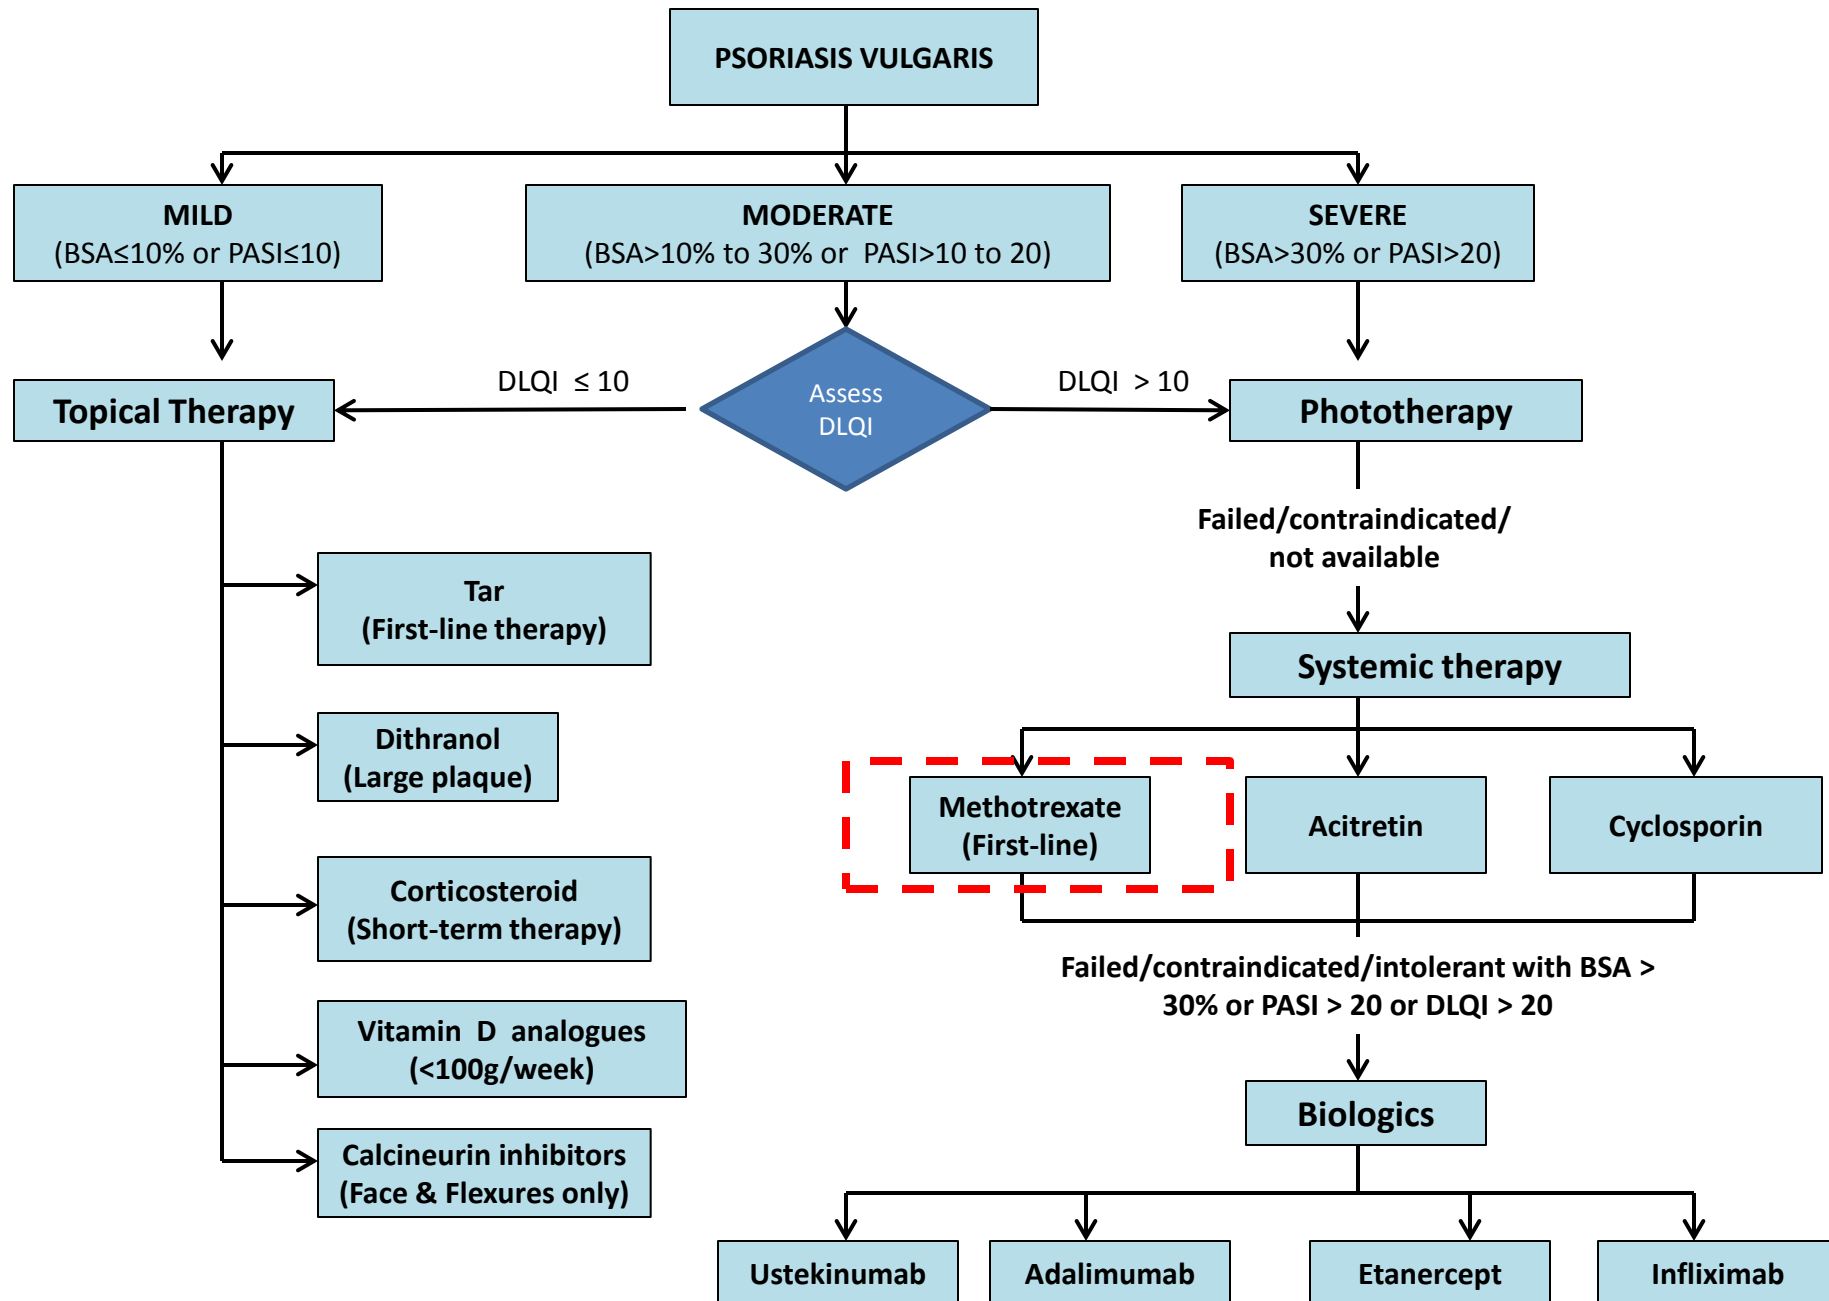 PSORIASIS VULGARIS
MILD
(BSA≤10% or PASI≤10)
MODERATE
(BSA>10% to 30% or  PASI>10 to 20)
SEVERE
(BSA>30% or PASI>20)
DLQI  ≤ 10
Assess
DLQI
DLQI  > 10
Topical Therapy
Phototherapy
Failed/contraindicated/
not available
Tar
(First-line therapy)
Systemic therapy
Dithranol
(Large plaque)
Methotrexate
(First-line)
Acitretin
Cyclosporin
Corticosteroid
(Short-term therapy)
Failed/contraindicated/intolerant with BSA >
30% or PASI > 20 or DLQI > 20
Vitamin  D  analogues
(<100g/week)
Biologics
Calcineurin inhibitors
(Face & Flexures only)
Ustekinumab
Adalimumab
Etanercept
Infliximab